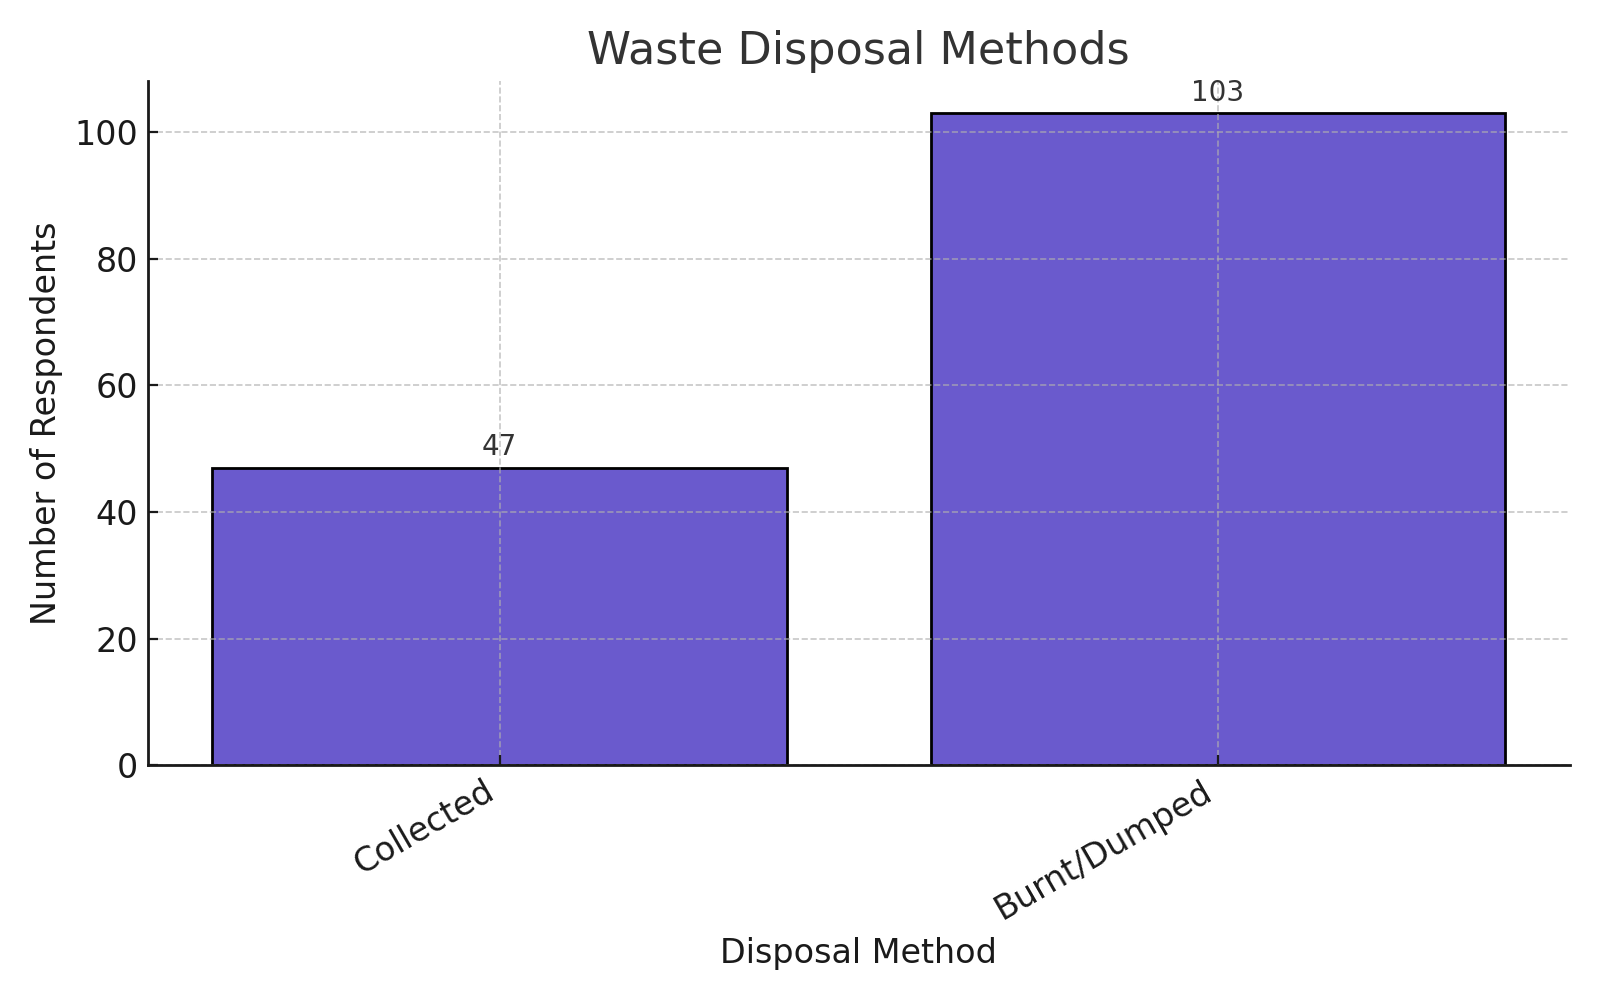 Waste Disposal Methods
103
100
80
60
47
40
20
0
Number of Respondents
Collected
Burnt/Dumped
Disposal Method